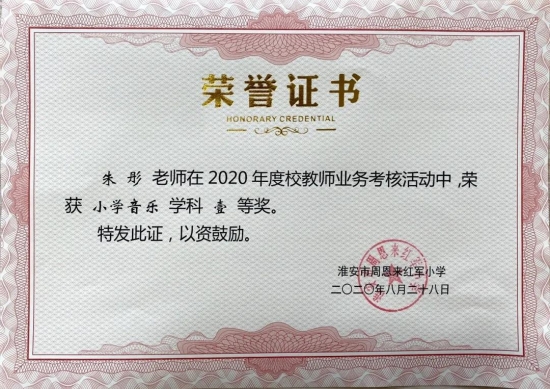 荣誉证书
HONORARY CREDENTIAL
朱彤 老师在 2020 年度校教师业务考核活动中,荣
获 小学音乐 学科 壹 等奖。
特发此证，以资鼓励。
淮安市周恩来红军小学
二〇二〇年八月二十八日